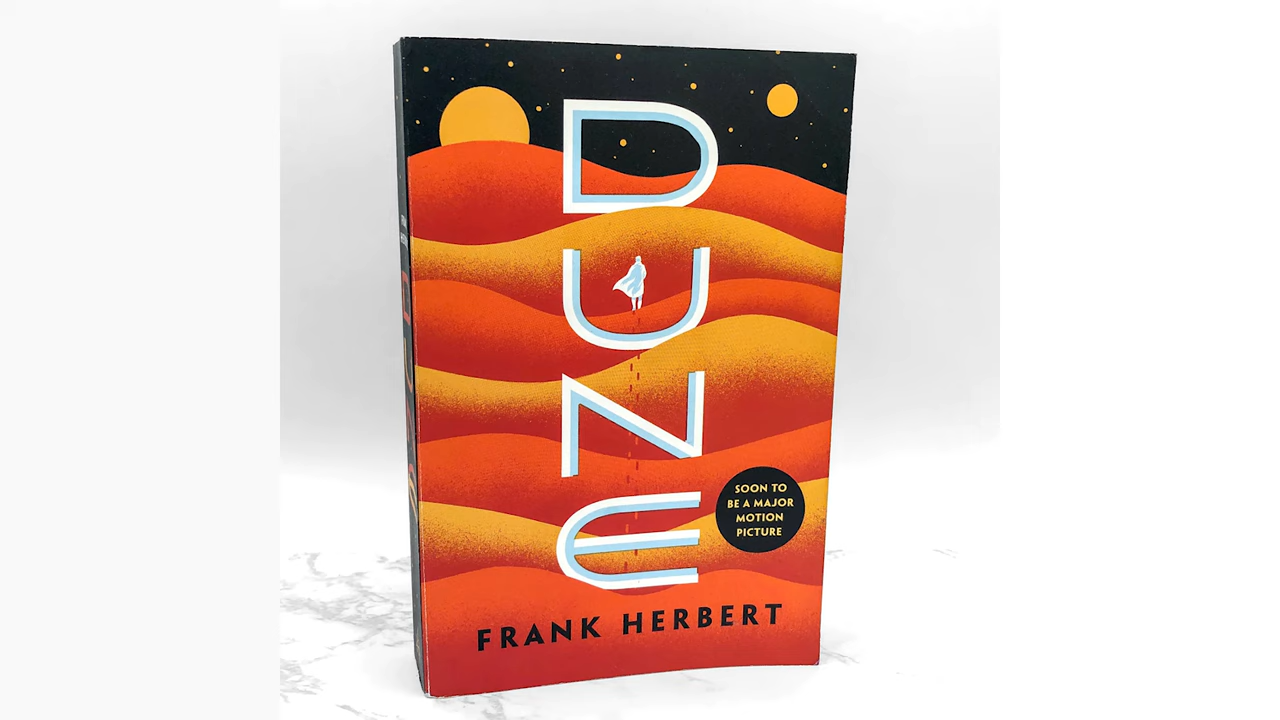 DUNE
SOON TO
BE A MAJOR
MOTION
PICTURE
FRANK HERBERT